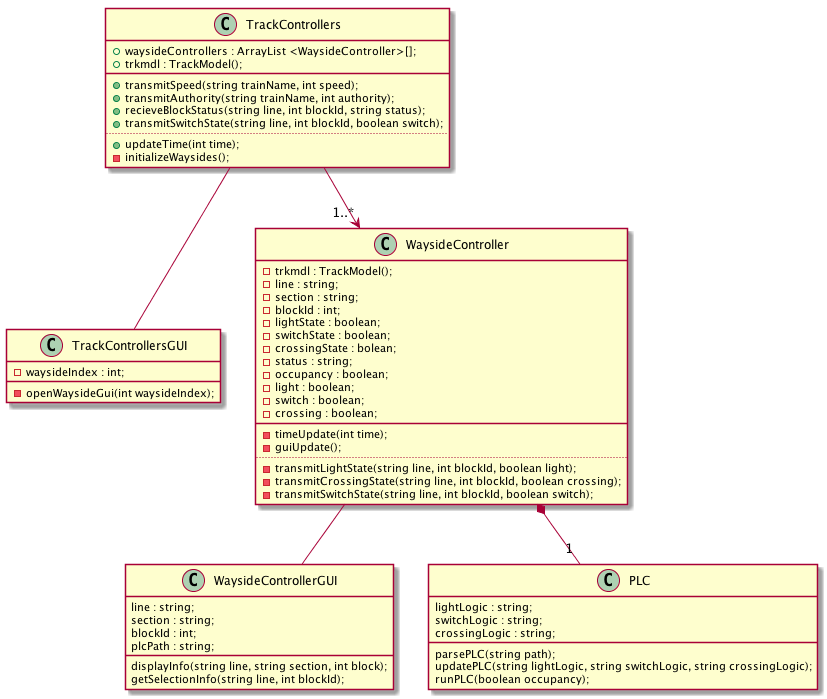 C TrackControllers
waysideControllers : ArrayList <WaysideController>[];
trkmdl : TrackModel();
transmitSpeed(string trainName, int speed);
transmitAuthority(string trainName, int authority);
recieveBlockStatus(string line, int blockId, string status);
transmitSwitchState(string line, int blockId, boolean switch);
updateTime(int time);
initializeWaysides();
1..*
C WaysideController
trkmdl : TrackModel();
line : string;
section : string;
blockId : int;
lightState : boolean;
switchState : boolean;
crossingState : bolean;
status : string;
occupancy : boolean;
light : boolean;
switch : boolean;
crossing : boolean;
timeUpdate(int time);
guiUpdate();
transmitLightState(string line, int blockId, boolean light);
transmitCrossingState(string line, int blockId, boolean crossing);
transmitSwitchState(string line, int blockId, boolean switch);
C TrackControllersGUI
waysideIndex : int;
openWaysideGui(int waysideIndex);
1
C WaysideControllerGUI
line : string;
section : string;
blockId : int;
plcPath : string;
displayInfo(string line, string section, int block);
getSelectionInfo(string line, int blockId);
C PLC
lightLogic : string;
switchLogic : string;
crossingLogic : string;
parsePLC(string path);
updatePLC(string lightLogic, string switchLogic, string crossingLogic);
runPLC(boolean occupancy);